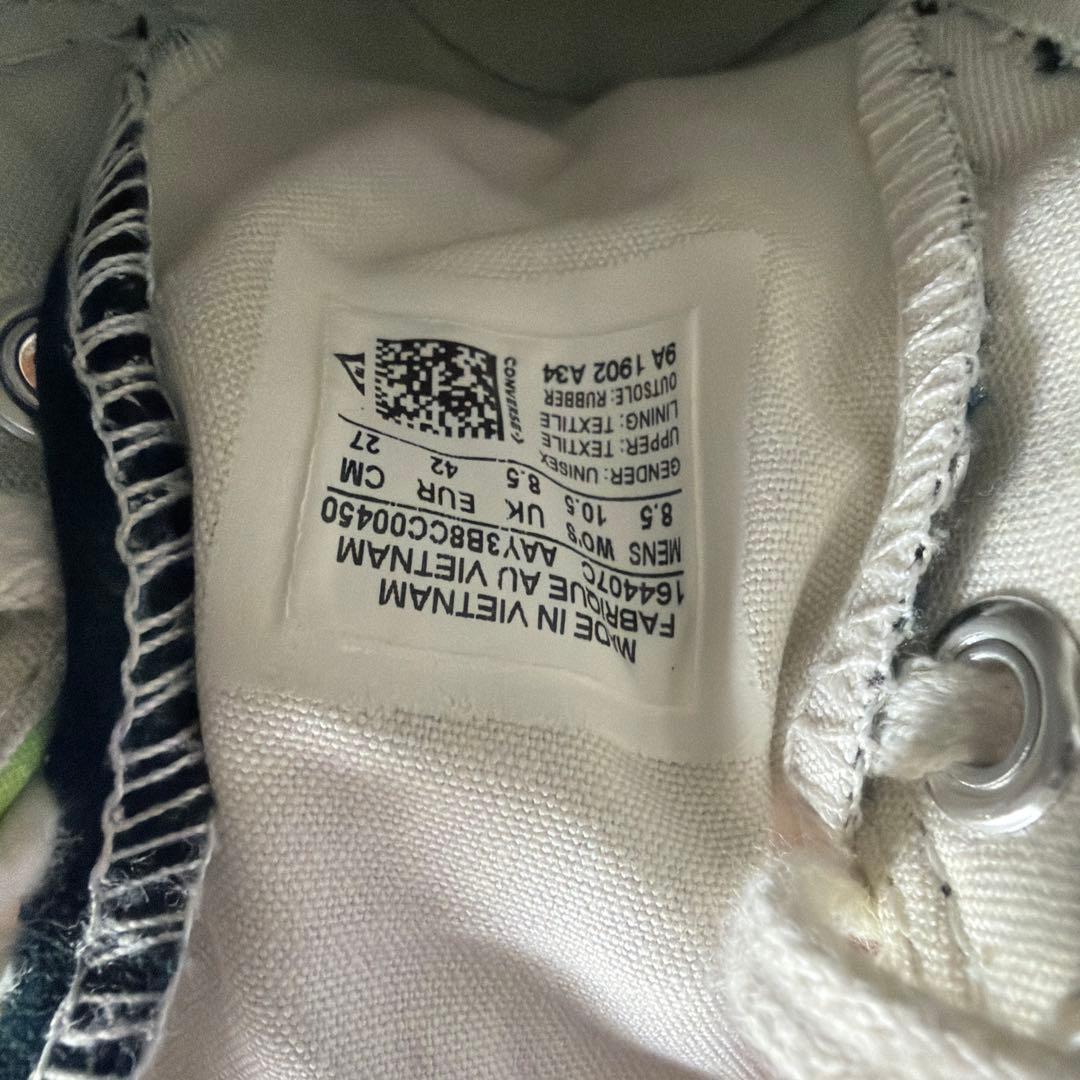 MADE IN VIETNAM
FABRIQUE AU VIETNAM
164407C AAY3B8CC00450
MENS WO'S UK EUR CM
8.5 10.5 8.5 42 27
GENDER: UNISEX
UPPER: TEXTILE
LINING: TEXTILE
OUTSOLE: RUBBER
9A 1902 A34
CONVERSE